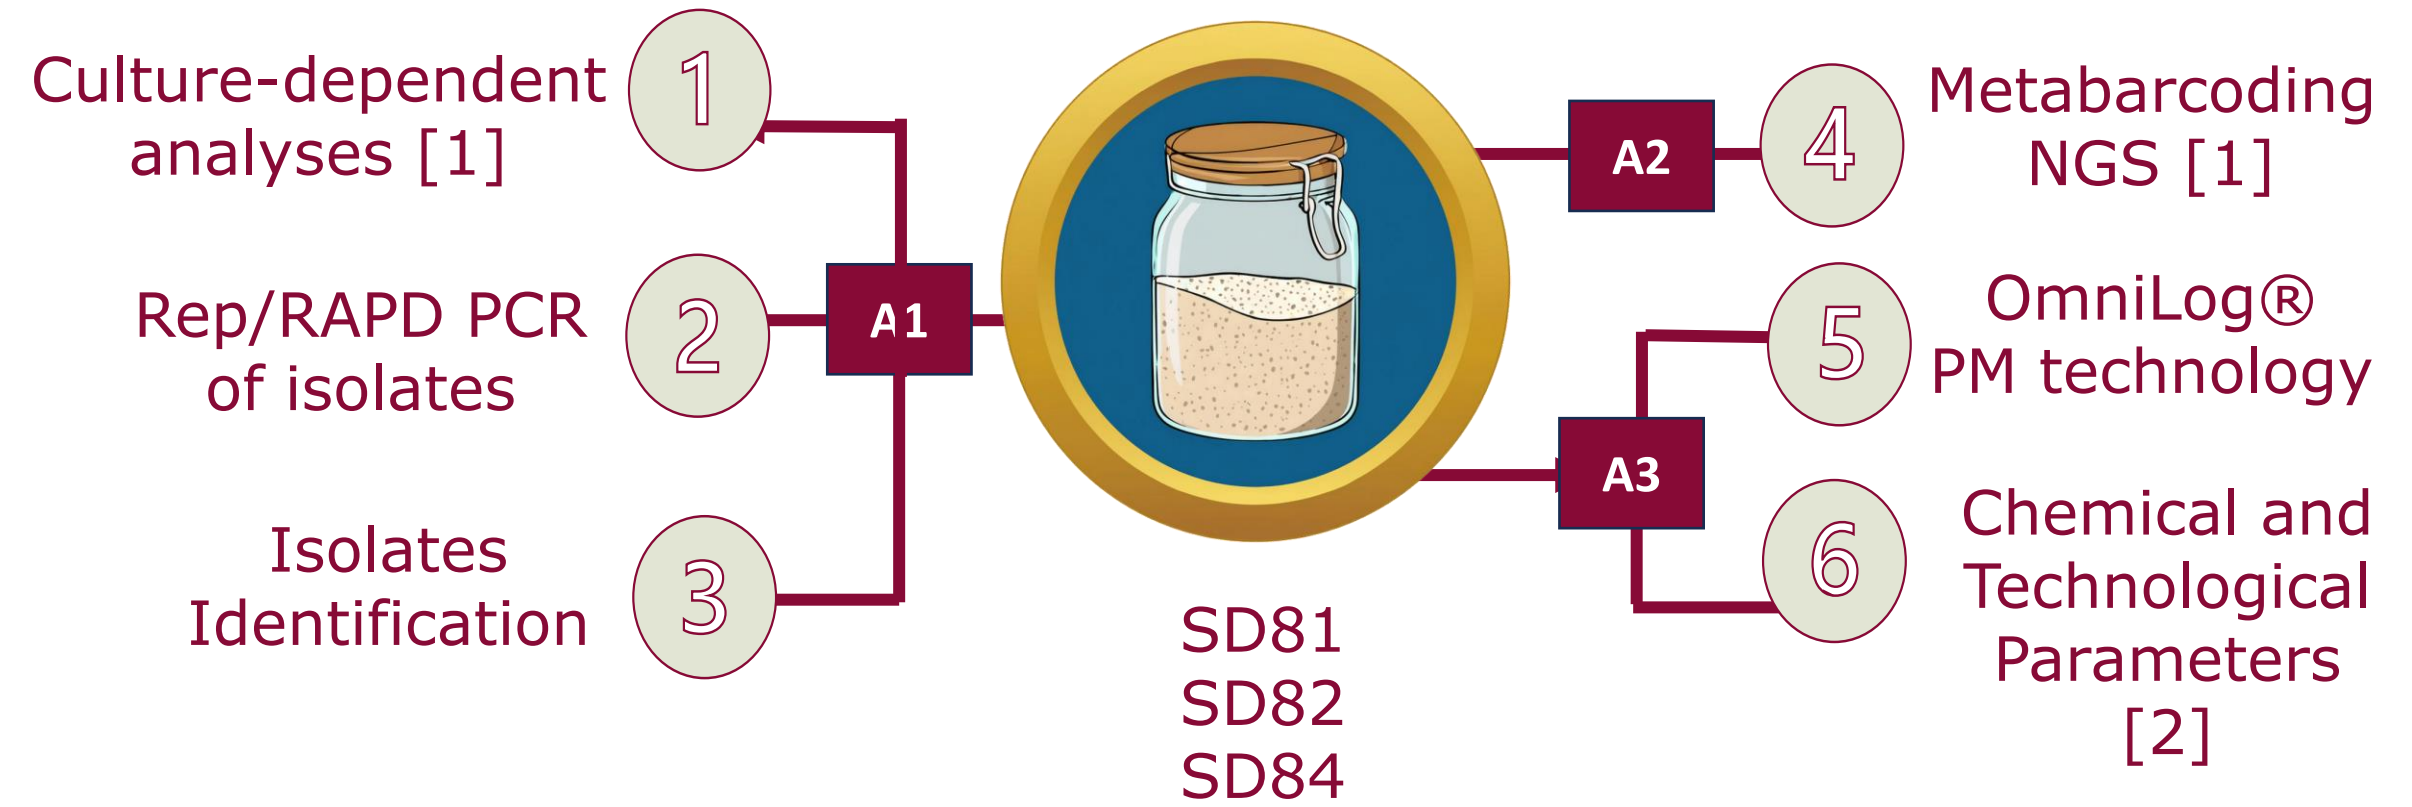 Culture-dependent
analyses [1]
1
Rep/RAPD PCR
of isolates
2
Isolates
Identification
3
A1
SD81
SD82
SD84
A2
4
Metabarcoding
NGS [1]
A3
5
OmniLog®
PM technology
6
Chemical and
Technological
Parameters
[2]